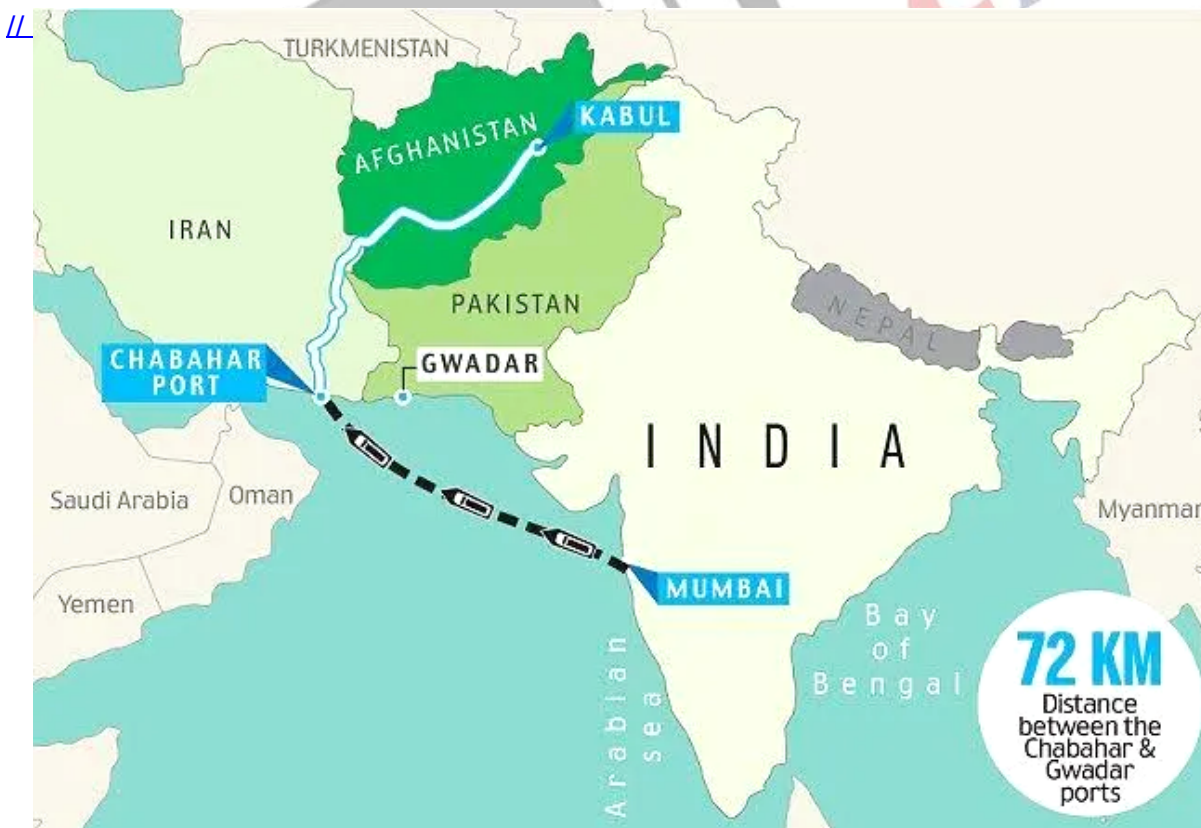 //
TURKMENISTAN
KABUL
AFGHANISTAN
IRAN
PAKISTAN
NEPAL
CHABAHAR
PORT
GWADAR
INDIA
Saudi Arabia
Oman
Myanmar
Yemen
MUMBAI
Bay
of
Bengal
Arabian
sea
72 KM
Distance
between the
Chabahar &
Gwadar
ports